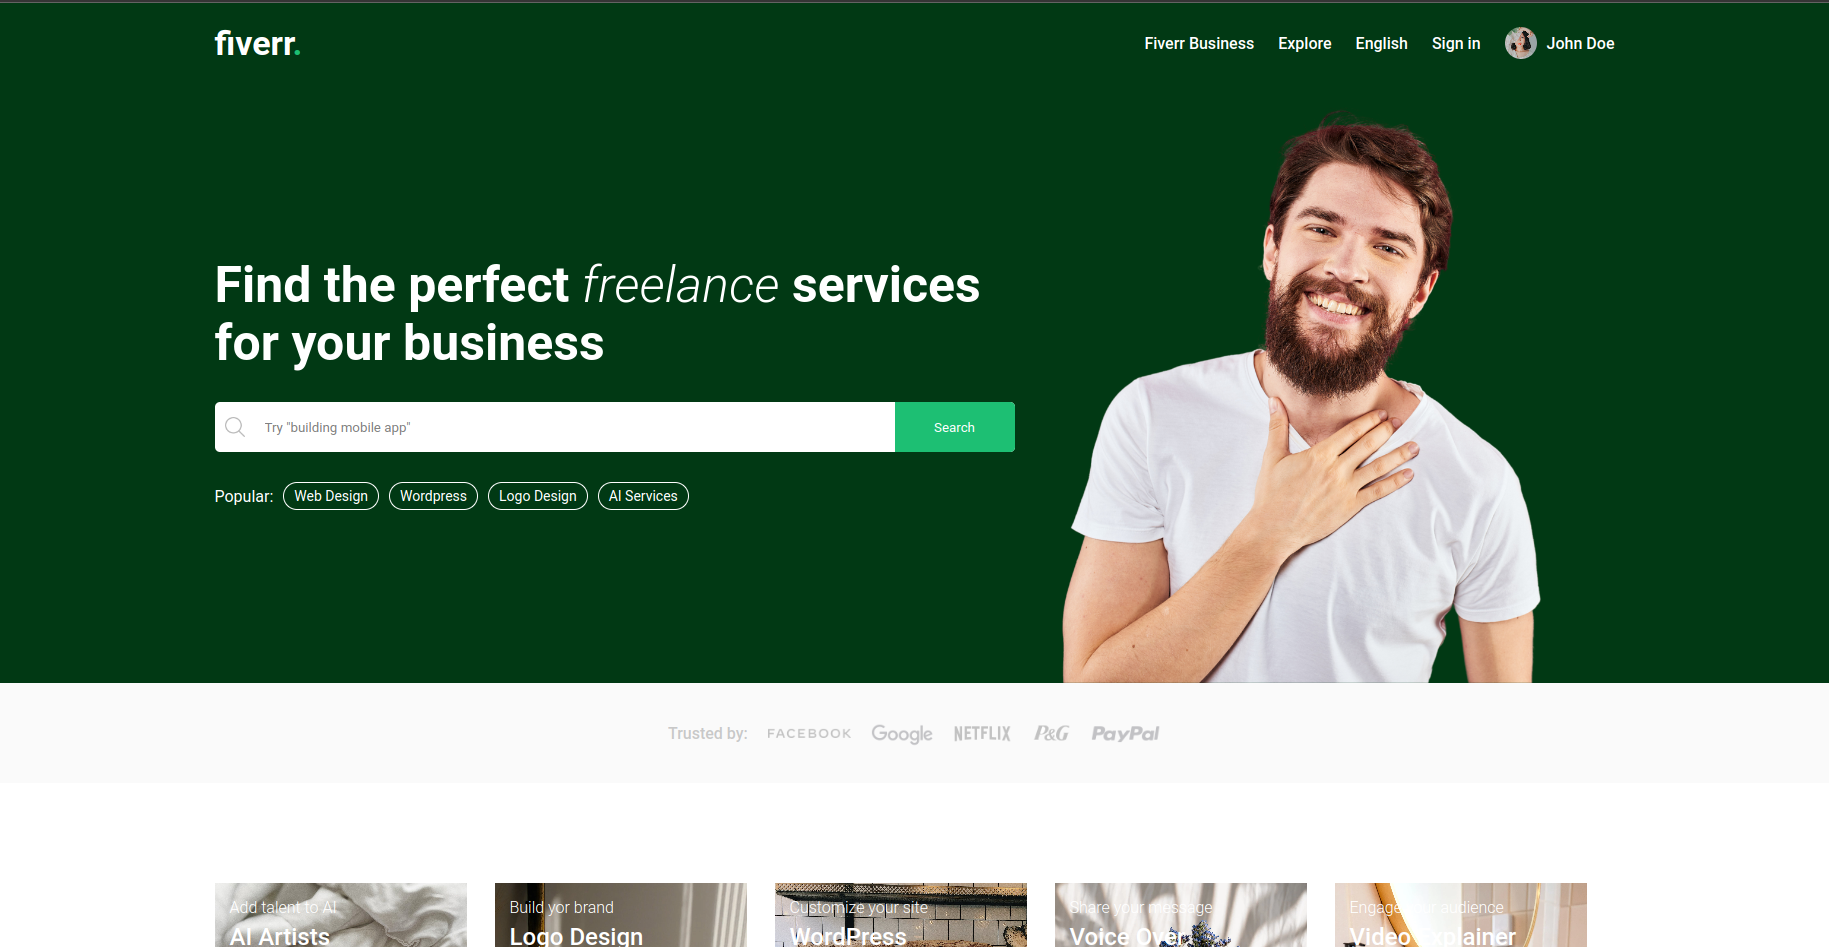 fiverr.
Fiverr Business Explore English Sign in John Doe
Find the perfect freelance services
for your business
Try "building mobile app"
Search
Popular: Web Design Wordpress Logo Design AI Services
Trusted by: FACEBOOK Google NETFLIX P&G PayPal
Add talent to AI
AI Artists
Build yor brand
Logo Design
Customize your site
WordPress
Share your message
Voice Over
Engage your audience
Video Explainer